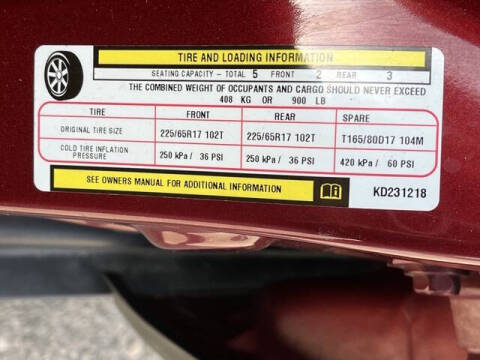 TIRE AND LOADING INFORMATION
SEATING CAPACITY - TOTAL 5 FRONT 2 REAR 3
THE COMBINED WEIGHT OF OCCUPANTS AND CARGO SHOULD NEVER EXCEED
408 KG OR 900 LB
TIRE FRONT REAR SPARE
ORIGINAL TIRE SIZE 225/65R17 102T 225/65R17 102T T165/80D17 104M
COLD TIRE INFLATION PRESSURE 250 kPa / 36 PSI 250 kPa / 36 PSI 420 kPa / 60 PSI
SEE OWNERS MANUAL FOR ADDITIONAL INFORMATION KD231218